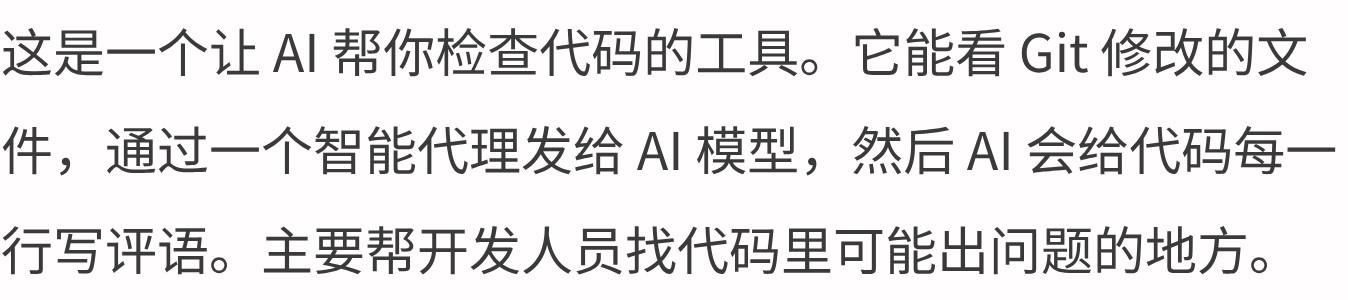 这是一个让 AI 帮你检查代码的工具。它能看 Git 修改的文
件，通过一个智能代理发给 AI 模型，然后 AI 会给代码每一
行写评语。主要帮开发人员找代码里可能出问题的地方。